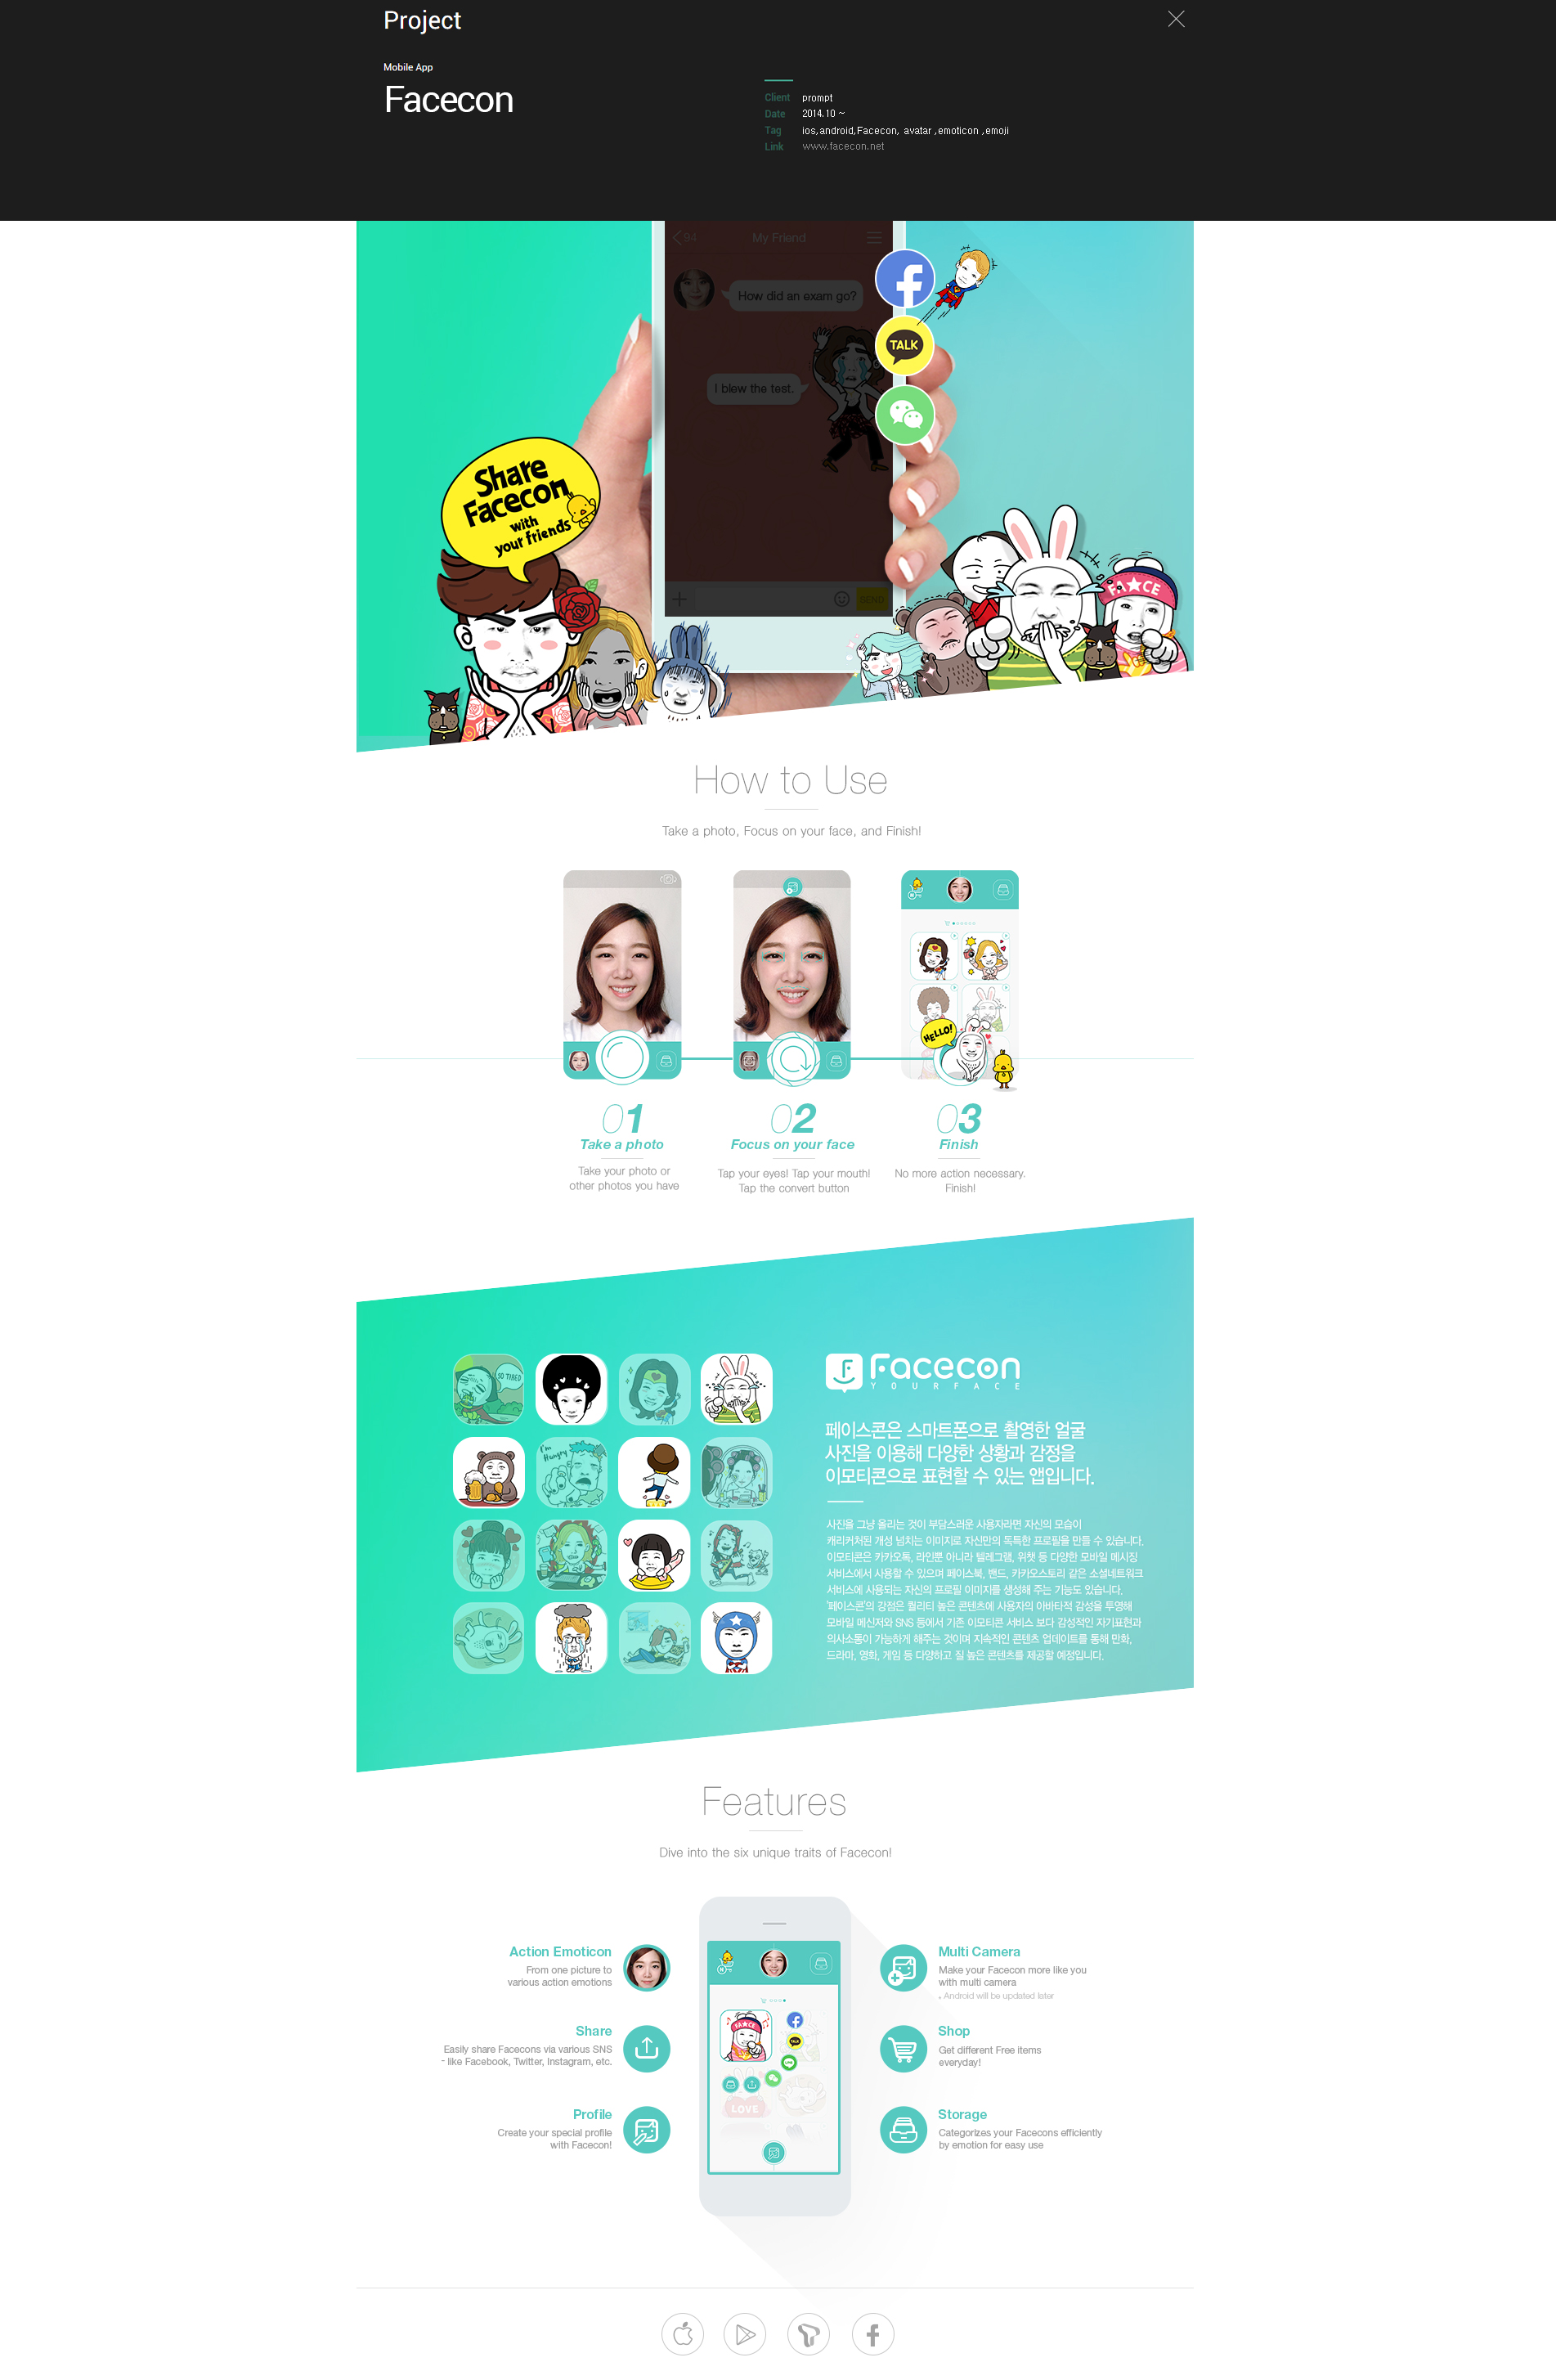 Project
Mobile App
Facecon
Client prompt
Date 2014.10 ~
Tag ios,android,Facecon, avatar ,emoticon ,emoji
Link www.facecon.net
94 My Friend
How did an exam go?
TALK
I blew the test.
Share
Facecon
with
your friends
FA★CE
SEND
How to Use
Take a photo, Focus on your face, and Finish!
HELLO!
01
Take a photo
Take your photo or
other photos you have
02
Focus on your face
Tap your eyes! Tap your mouth!
Tap the convert button
03
Finish
No more action necessary.
Finish!
SO TIRED
I'm
Hungry
Facecon
YOURFACE
페이스콘은 스마트폰으로 촬영한 얼굴
사진을 이용해 다양한 상황과 감정을
이모티콘으로 표현할 수 있는 앱입니다.
사진을 그냥 올리는 것이 부담스러운 사용자라면 자신의 모습이
캐리커처된 개성 넘치는 이미지로 자신만의 독특한 프로필을 만들 수 있습니다.
이모티콘은 카카오톡, 라인뿐 아니라 텔레그램, 위챗 등 다양한 모바일 메시징
서비스에서 사용할 수 있으며 페이스북, 밴드, 카카오스토리 같은 소셜네트워크
서비스에 사용되는 자신의 프로필 이미지를 생성해 주는 기능도 있습니다.
'페이스콘'의 강점은 퀄리티 높은 콘텐츠에 사용자의 아바타적 감성을 투영해
모바일 메신저와 SNS 등에서 기존 이모티콘 서비스 보다 감성적인 자기표현과
의사소통이 가능하게 해주는 것이며 지속적인 콘텐츠 업데이트를 통해 만화,
드라마, 영화, 게임 등 다양하고 질 높은 콘텐츠를 제공할 예정입니다.
Features
Dive into the six unique traits of Facecon!
Action Emoticon
From one picture to
various action emotions
Share
Easily share Facecons via various SNS
- like Facebook, Twitter, Instagram, etc.
Profile
Create your special profile
with Facecon!
FA★CE
TALK
LOVE
Multi Camera
Make your Facecon more like you
with multi camera
. Android will be updated later
Shop
Get different Free items
everyday!
Storage
Categorizes your Facecons efficiently
by emotion for easy use